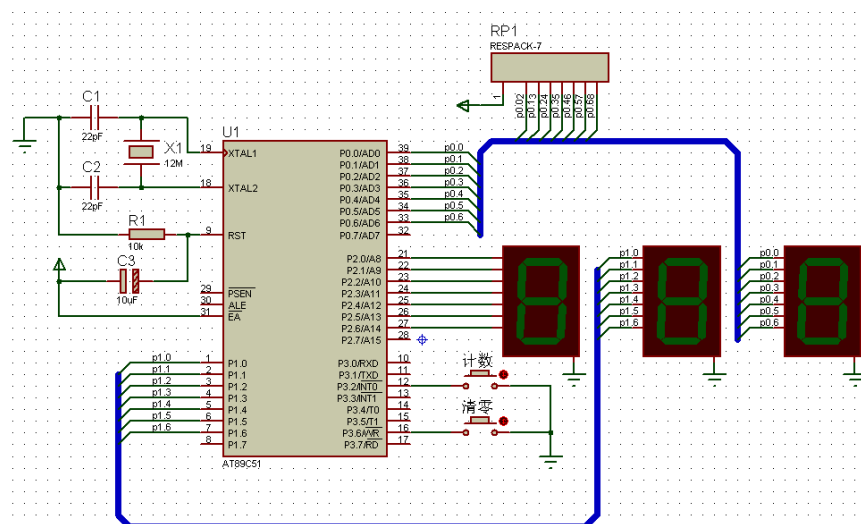 RP1
RESPACK-7
1
p0.02
p0.13
p0.24
p0.35
p0.46
p0.57
p0.68
C1
22pF
X1
12M
C2
22pF
R1
10k
C3
10uF
U1
19 XTAL1
18 XTAL2
9 RST
29 PSEN
30 ALE
31 EA
1 P1.0
2 P1.1
3 P1.2
4 P1.3
5 P1.4
6 P1.5
7 P1.6
8 P1.7
P0.0/AD0 39
P0.1/AD1 38
P0.2/AD2 37
P0.3/AD3 36
P0.4/AD4 35
P0.5/AD5 34
P0.6/AD6 33
P0.7/AD7 32
P2.0/A8 21
P2.1/A9 22
P2.2/A10 23
P2.3/A11 24
P2.4/A12 25
P2.5/A13 26
P2.6/A14 27
P2.7/A15 28
P3.0/RXD 10
P3.1/TXD 11
P3.2/INT0 12
P3.3/INT1 13
P3.4/T0 14
P3.5/T1 15
P3.6/WR 16
P3.7/RD 17
AT89C51
p0.0
p0.1
p0.2
p0.3
p0.4
p0.5
p0.6
p1.0
p1.1
p1.2
p1.3
p1.4
p1.5
p1.6
p1.0
p1.1
p1.2
p1.3
p1.4
p1.5
p1.6
p0.0
p0.1
p0.2
p0.3
p0.4
p0.5
p0.6
计数
清零